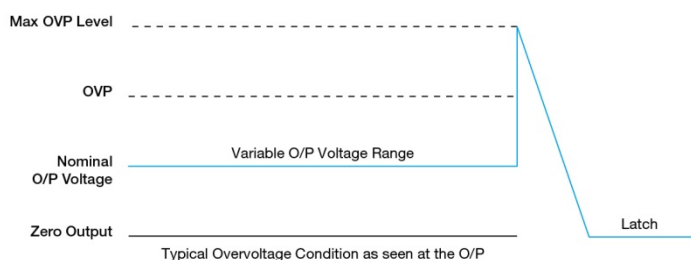 Max OVP Level
OVP
Variable O/P Voltage Range
Nominal
O/P Voltage
Zero Output
Latch
Typical Overvoltage Condition as seen at the O/P